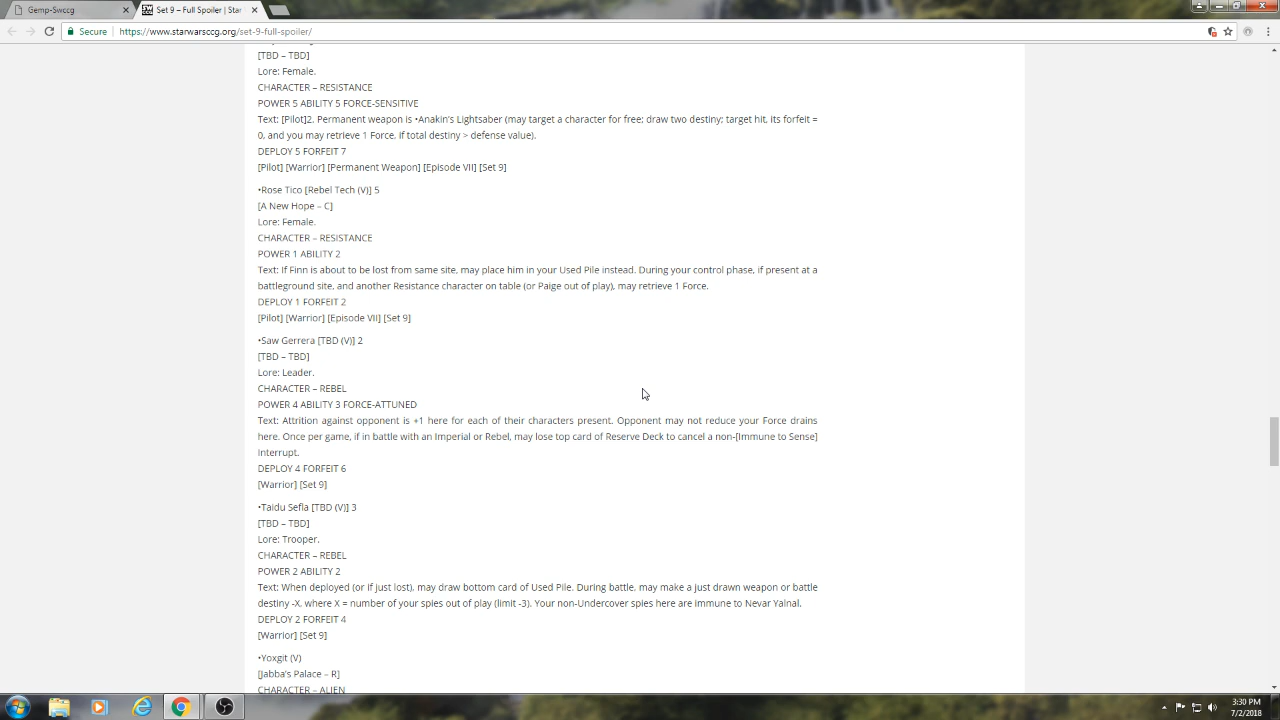 Gemp-Swccg
Set 9 – Full Spoiler | Star
Secure
https://www.starwarsccg.org/set-9-full-spoiler/
[TBD – TBD]
Lore: Female.
CHARACTER – RESISTANCE
POWER 5 ABILITY 5 FORCE-SENSITIVE
Text: [Pilot]2. Permanent weapon is •Anakin's Lightsaber (may target a character for free; draw two destiny; target hit, its forfeit =
0, and you may retrieve 1 Force, if total destiny > defense value).
DEPLOY 5 FORFEIT 7
[Pilot] [Warrior] [Permanent Weapon] [Episode VII] [Set 9]
•Rose Tico [Rebel Tech (V)] 5
[A New Hope – C]
Lore: Female.
CHARACTER – RESISTANCE
POWER 1 ABILITY 2
Text: If Finn is about to be lost from same site, may place him in your Used Pile instead. During your control phase, if present at a
battleground site, and another Resistance character on table (or Paige out of play), may retrieve 1 Force.
DEPLOY 1 FORFEIT 2
[Pilot] [Warrior] [Episode VII] [Set 9]
•Saw Gerrera [TBD (V)] 2
[TBD – TBD]
Lore: Leader.
CHARACTER – REBEL
POWER 4 ABILITY 3 FORCE-ATTUNED
Text: Attrition against opponent is +1 here for each of their characters present. Opponent may not reduce your Force drains
here. Once per game, if in battle with an Imperial or Rebel, may lose top card of Reserve Deck to cancel a non-[Immune to Sense]
Interrupt.
DEPLOY 4 FORFEIT 6
[Warrior] [Set 9]
•Taidu Sefla [TBD (V)] 3
[TBD – TBD]
Lore: Trooper.
CHARACTER – REBEL
POWER 2 ABILITY 2
Text: When deployed (or if just lost), may draw bottom card of Used Pile. During battle, may make a just drawn weapon or battle
destiny -X, where X = number of your spies out of play (limit -3). Your non-Undercover spies here are immune to Nevar Yalnal.
DEPLOY 2 FORFEIT 4
[Warrior] [Set 9]
•Yoxgit (V)
[Jabba's Palace – R]
CHARACTER – ALIEN
3:30 PM
7/2/2018